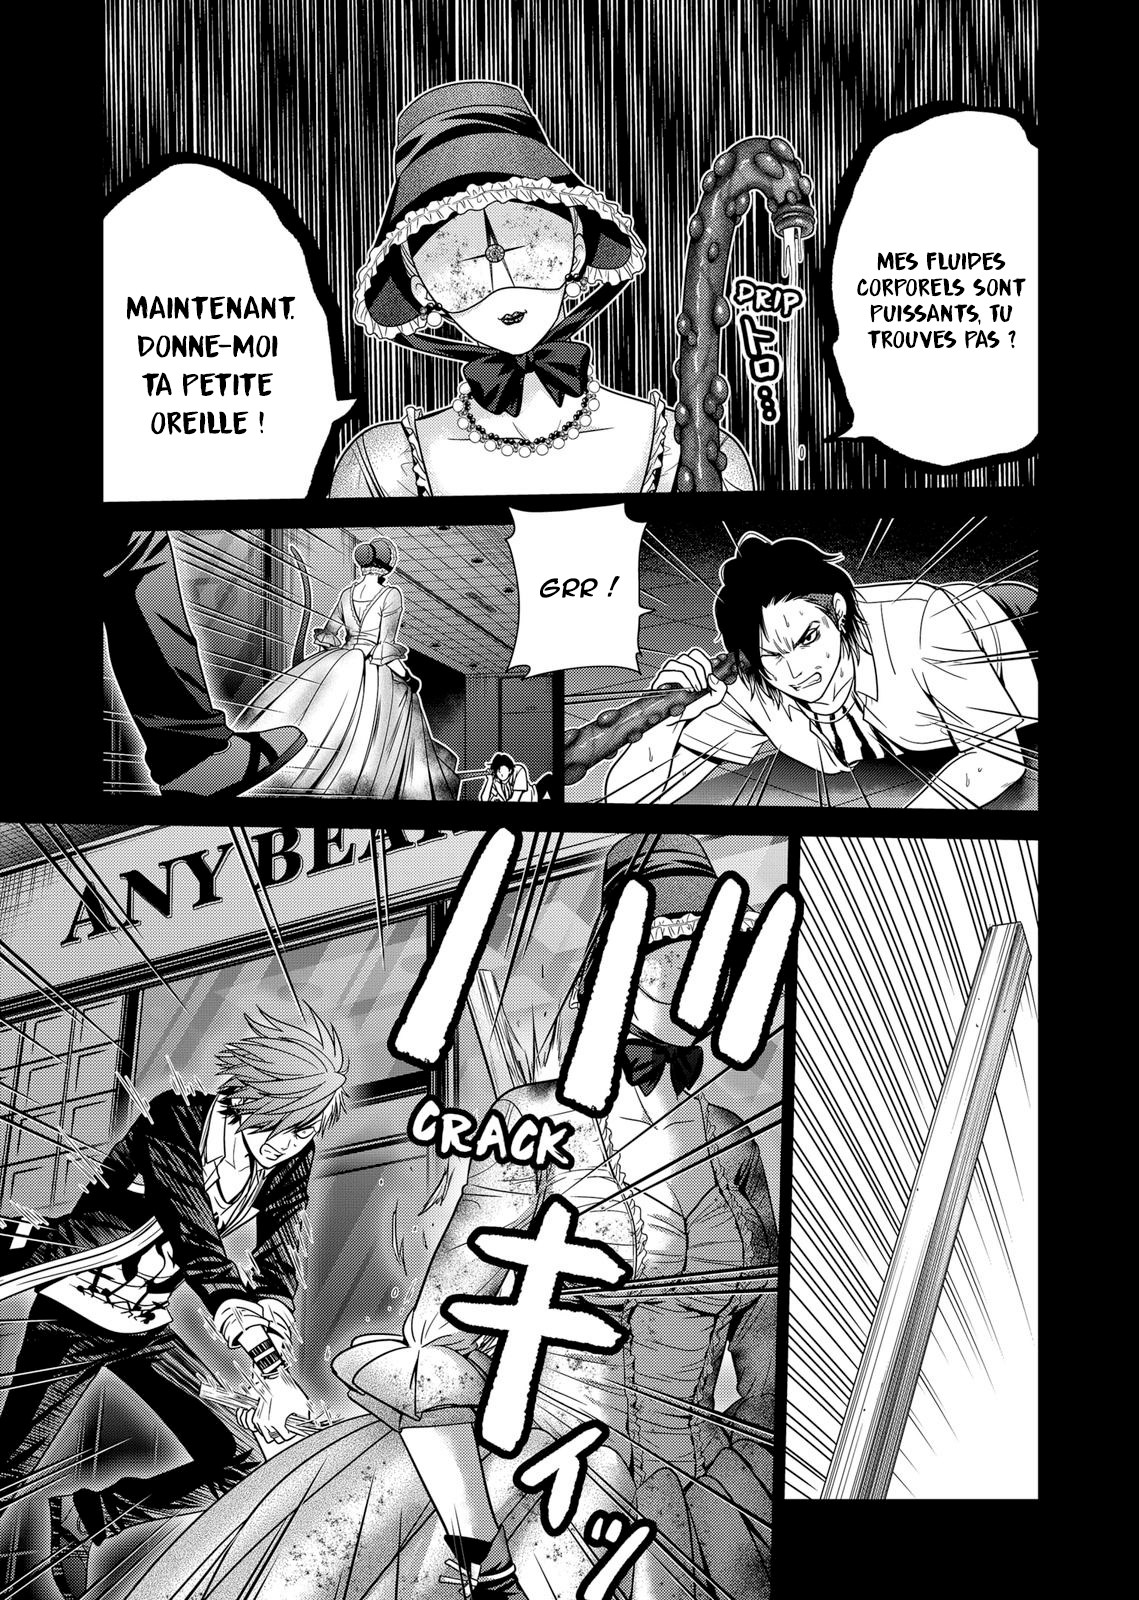 MES FLUIDES
CORPORELS SONT
PUISSANTS, TU
TROUVES PAS ?
DRIP
トロ
MAINTENANT,
DONNE-MOI
TA PETITE
OREILLE !
GRR !
ANY BEA
CRACK
バキィッ